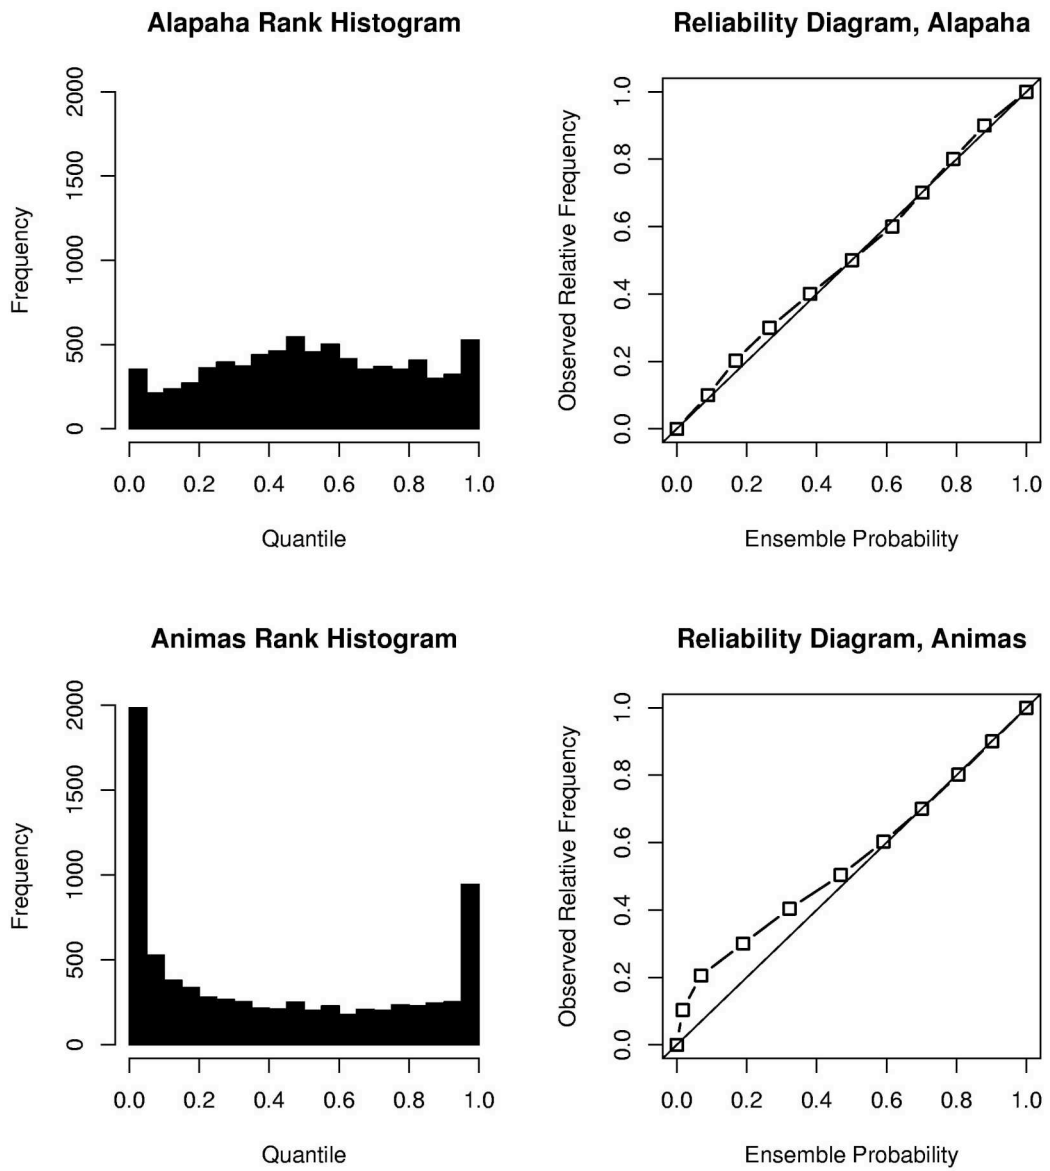 Alapaha Rank Histogram
Frequency
0 500 1000 1500 2000
0.0 0.2 0.4 0.6 0.8 1.0
Quantile
Reliability Diagram, Alapaha
Observed Relative Frequency
0.0 0.2 0.4 0.6 0.8 1.0
0.0 0.2 0.4 0.6 0.8 1.0
Ensemble Probability
Animas Rank Histogram
Frequency
0 500 1000 1500 2000
0.0 0.2 0.4 0.6 0.8 1.0
Quantile
Reliability Diagram, Animas
Observed Relative Frequency
0.0 0.2 0.4 0.6 0.8 1.0
0.0 0.2 0.4 0.6 0.8 1.0
Ensemble Probability